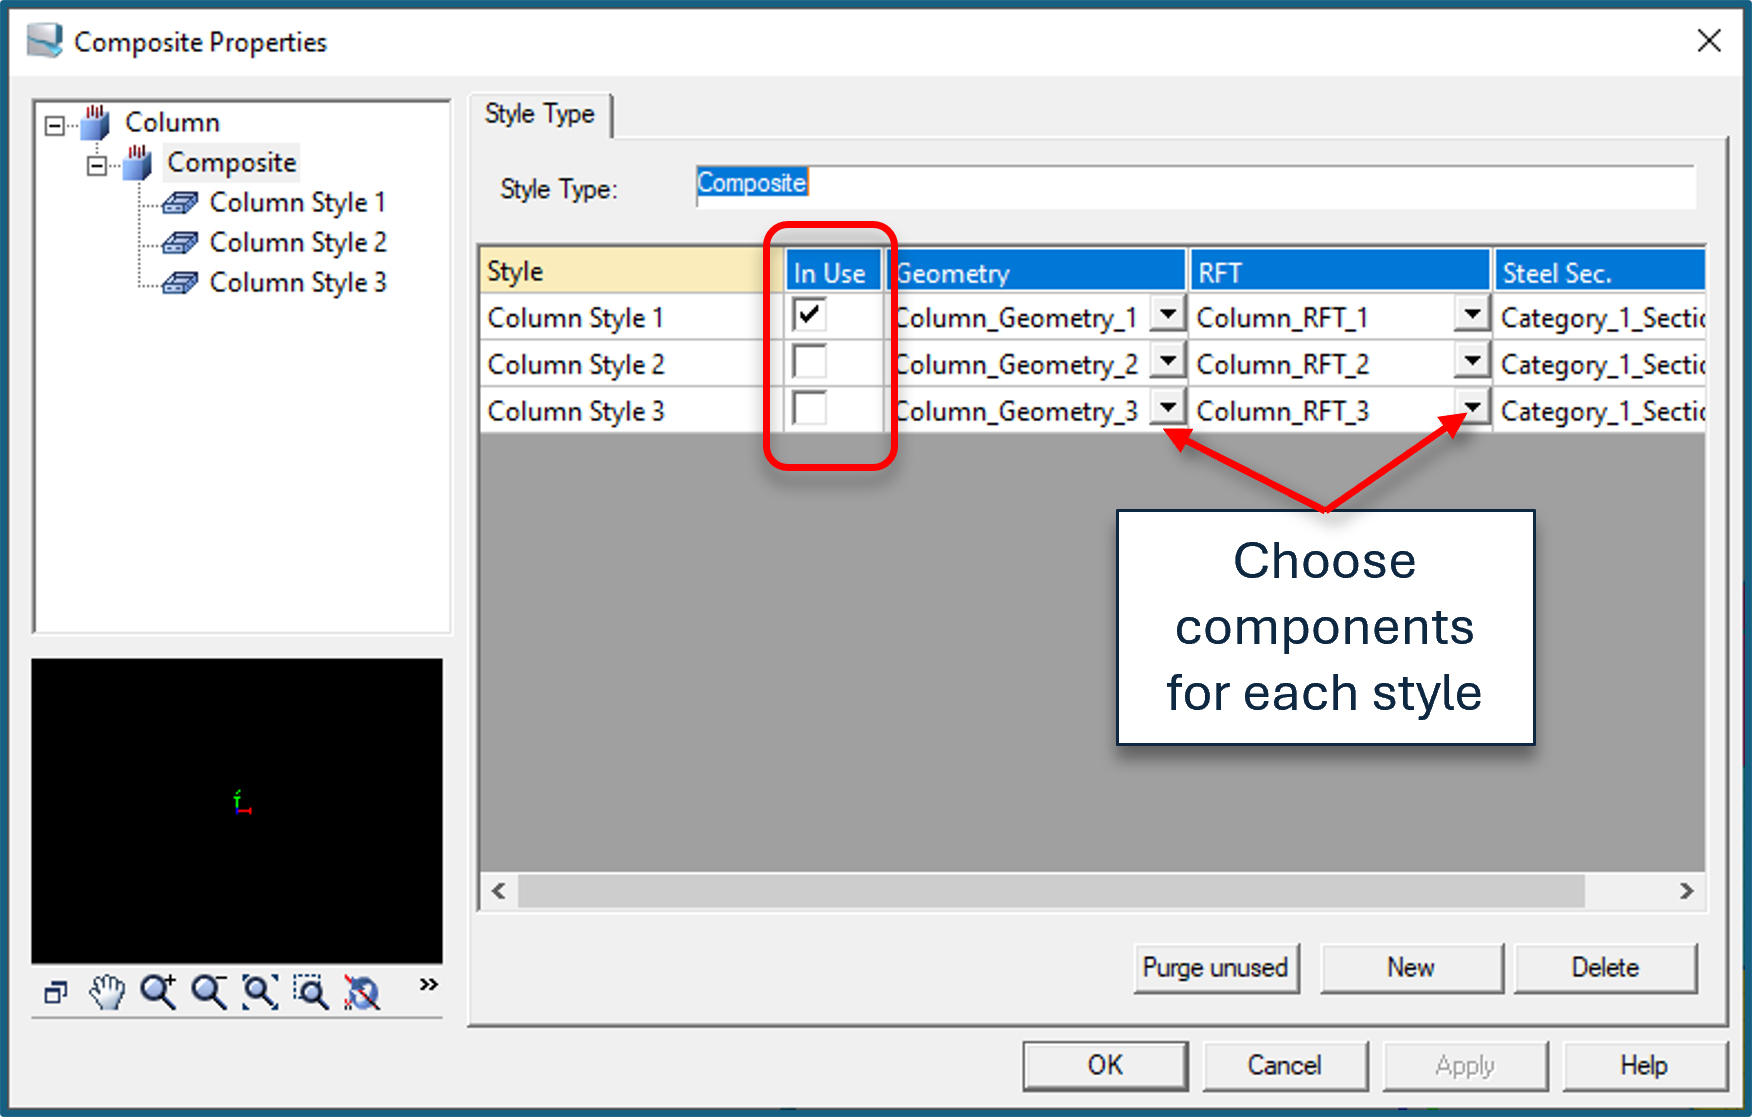 Composite Properties
Column
Composite
Column Style 1
Column Style 2
Column Style 3
Style Type
Style Type: Composite
Style In Use Geometry RFT Steel Sec.
Column Style 1 Column_Geometry_1 Column_RFT_1 Category_1_Sectio
Column Style 2 Column_Geometry_2 Column_RFT_2 Category_1_Sectio
Column Style 3 Column_Geometry_3 Column_RFT_3 Category_1_Sectio
Choose
components
for each style
Purge unused New Delete
OK Cancel Apply Help